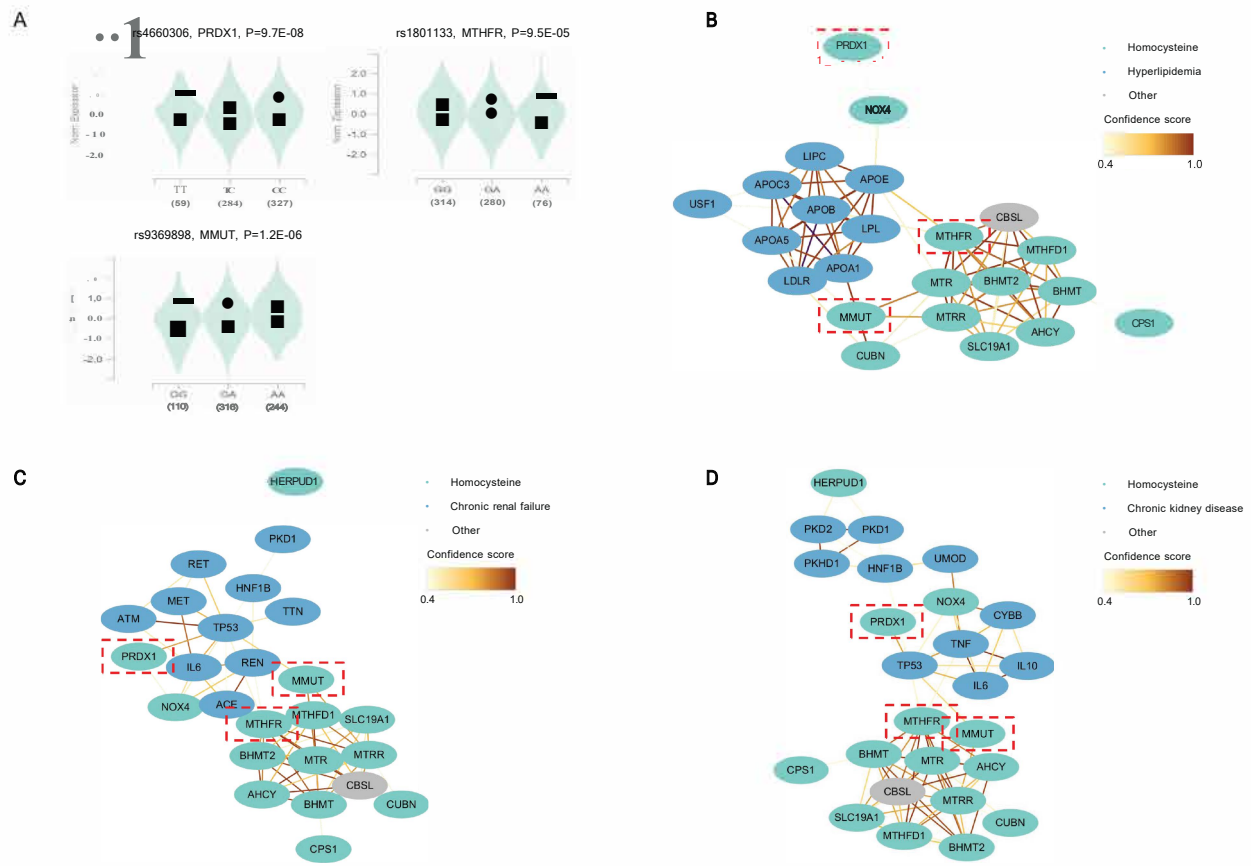 A
••1
rs4660306, PRDX1, P=9.7E-08
0.0
-1.0
-2.0
TT
TC
CC
(59)
(284)
(327)
rs1801133, MTHFR, P=9.5E-05
2.0
1.0
0.0
-1.0
-2.0
GG
GA
AA
(314)
(280)
(76)
rs9369898, MMUT, P=1.2E-06
1.0
0.0
-1.0
-2.0
GG
GA
AA
(110)
(316)
(244)
B
PRDX1
NOX4
LIPC
APOC3
APOE
USF1
APOB
LPL
APOA5
APOA1
LDLR
CBSL
MTHFR
MTHFD1
MTR
BHMT2
BHMT
MMUT
MTRR
AHCY
SLC19A1
CUBN
CPS1
Homocysteine
Hyperlipidemia
Other
Confidence score
0.4
1.0
C
HERPUD1
PKD1
RET
HNF1B
MET
TTN
ATM
TP53
PRDX1
IL6
REN
MMUT
NOX4
ACE
MTHFR
MTHFD1
SLC19A1
BHMT2
MTR
MTRR
CBSL
AHCY
BHMT
CUBN
CPS1
Homocysteine
Chronic renal failure
Other
Confidence score
0.4
1.0
D
HERPUD1
PKD2
PKD1
PKHD1
HNF1B
UMOD
NOX4
CYBB
PRDX1
TNF
TP53
IL10
IL6
MTHFR
MMUT
BHMT
MTR
AHCY
CPS1
CBSL
MTRR
SLC19A1
CUBN
MTHFD1
BHMT2
Homocysteine
Chronic kidney disease
Other
Confidence score
0.4
1.0